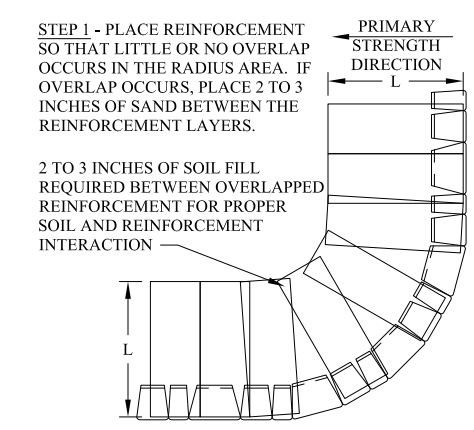 STEP 1 - PLACE REINFORCEMENT
SO THAT LITTLE OR NO OVERLAP
OCCURS IN THE RADIUS AREA. IF
OVERLAP OCCURS, PLACE 2 TO 3
INCHES OF SAND BETWEEN THE
REINFORCEMENT LAYERS.
PRIMARY
STRENGTH
DIRECTION
L
2 TO 3 INCHES OF SOIL FILL
REQUIRED BETWEEN OVERLAPPED
REINFORCEMENT FOR PROPER
SOIL AND REINFORCEMENT
INTERACTION
L